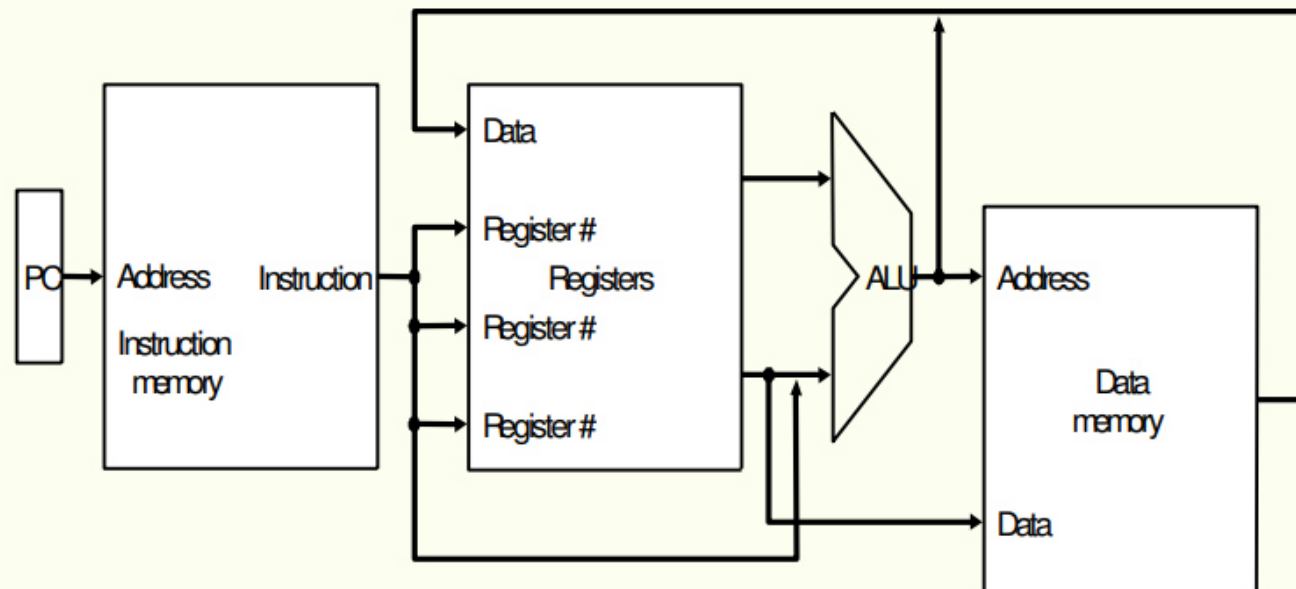 PC
Address
Instruction
Instruction
memory
Data
Register #
Registers
Register #
Register #
ALU
Address
Data
memory
Data